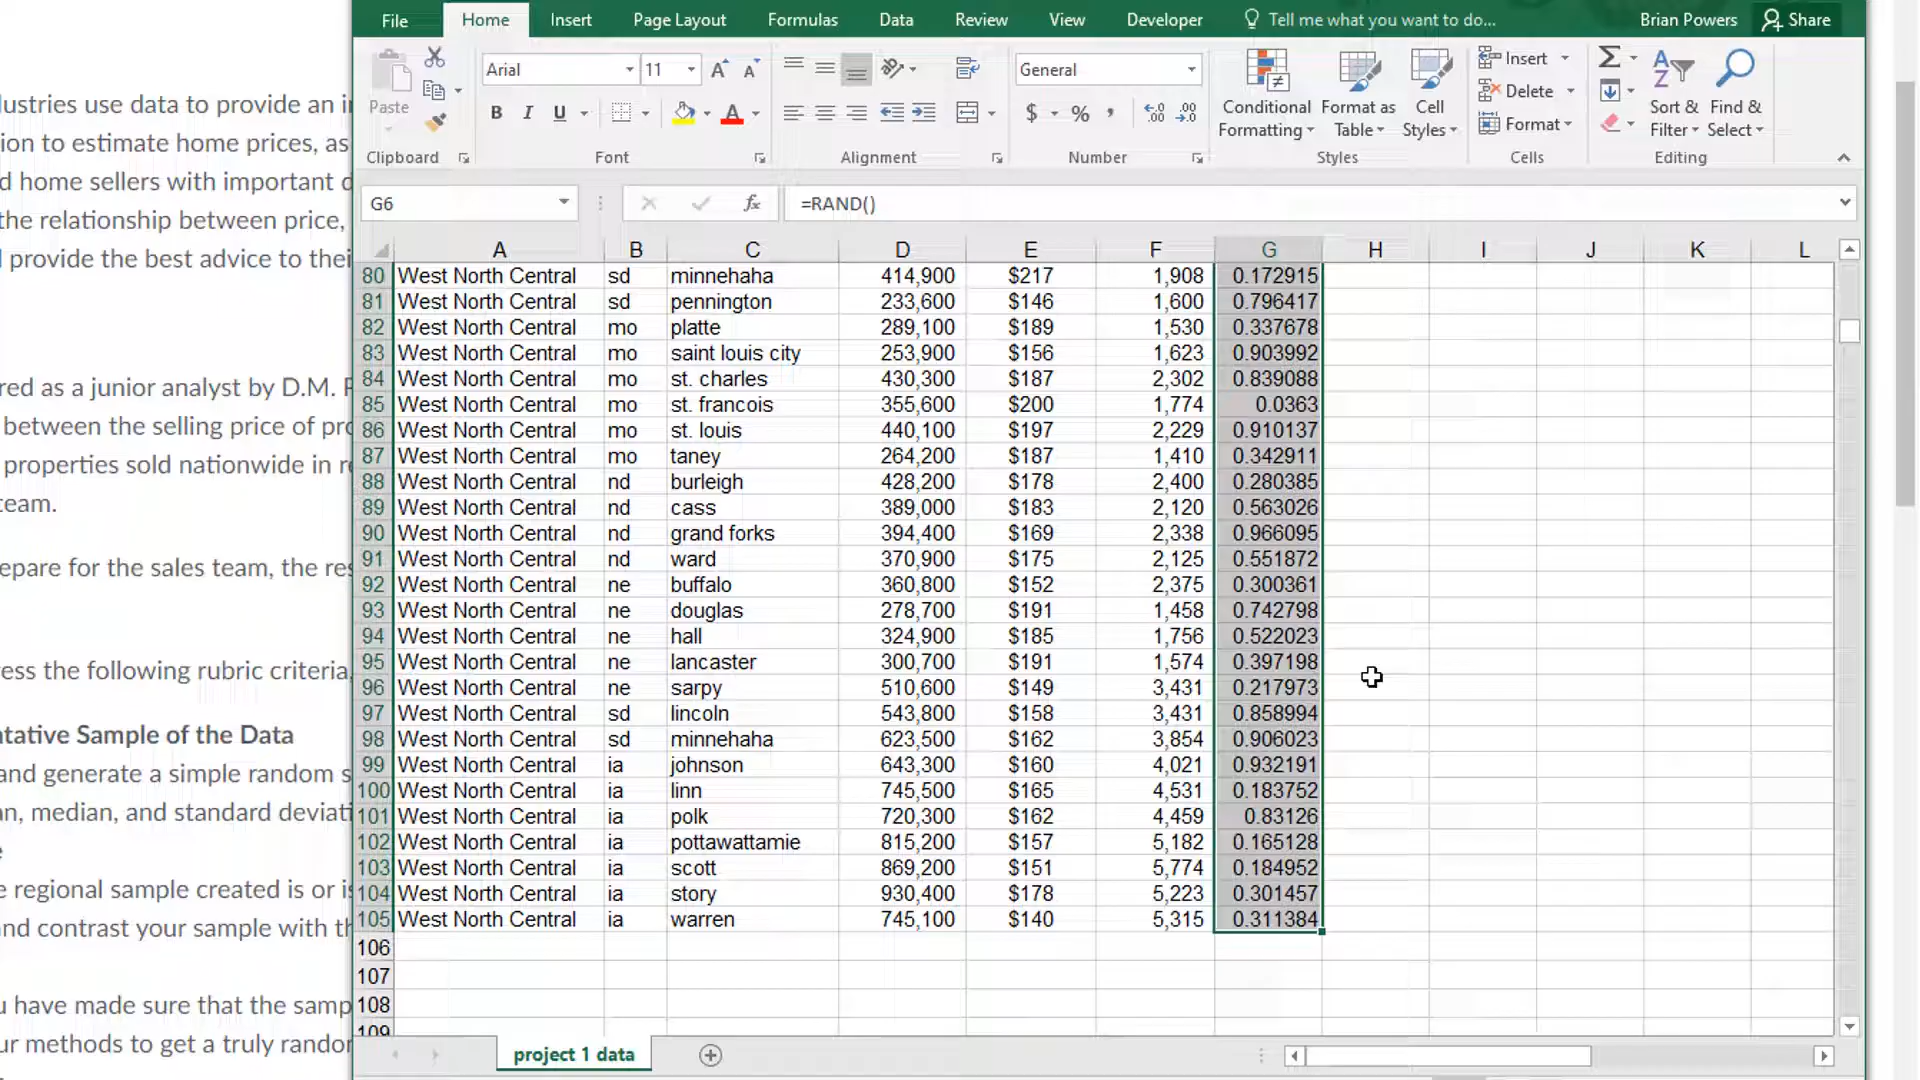 File Home Insert Page Layout Formulas Data Review View Developer Tell me what you want to do... Brian Powers Share
Paste Arial 11 B I U General $ % Conditional Formatting Format as Table Cell Styles Insert Delete Format Sort & Filter Find & Select
Clipboard Font Alignment Number Styles Cells Editing
G6 fx =RAND()
A B C D E F G H I J K L
80 West North Central sd minnehaha 414,900 $217 1,908 0.172915
81 West North Central sd pennington 233,600 $146 1,600 0.796417
82 West North Central mo platte 289,100 $189 1,530 0.337678
83 West North Central mo saint louis city 253,900 $156 1,623 0.903992
84 West North Central mo st. charles 430,300 $187 2,302 0.839088
85 West North Central mo st. francois 355,600 $200 1,774 0.0363
86 West North Central mo st. louis 440,100 $197 2,229 0.910137
87 West North Central mo taney 264,200 $187 1,410 0.342911
88 West North Central nd burleigh 428,200 $178 2,400 0.280385
89 West North Central nd cass 389,000 $183 2,120 0.563026
90 West North Central nd grand forks 394,400 $169 2,338 0.966095
91 West North Central nd ward 370,900 $175 2,125 0.551872
92 West North Central ne buffalo 360,800 $152 2,375 0.300361
93 West North Central ne douglas 278,700 $191 1,458 0.742798
94 West North Central ne hall 324,900 $185 1,756 0.522023
95 West North Central ne lancaster 300,700 $191 1,574 0.397198
96 West North Central ne sarpy 510,600 $149 3,431 0.217973
97 West North Central sd lincoln 543,800 $158 3,431 0.858994
98 West North Central sd minnehaha 623,500 $162 3,854 0.906023
99 West North Central ia johnson 643,300 $160 4,021 0.932191
100 West North Central ia linn 745,500 $165 4,531 0.183752
101 West North Central ia polk 720,300 $162 4,459 0.83126
102 West North Central ia pottawattamie 815,200 $157 5,182 0.165128
103 West North Central ia scott 869,200 $151 5,774 0.184952
104 West North Central ia story 930,400 $178 5,223 0.301457
105 West North Central ia warren 745,100 $140 5,315 0.311384
106
107
108
109
project 1 data
lustries use data to provide an i
ion to estimate home prices, as
d home sellers with important
the relationship between price,
provide the best advice to thei
red as a junior analyst by D.M.
between the selling price of pro
properties sold nationwide in r
team.
epare for the sales team, the res
ess the following rubric criteria,
tative Sample of the Data
and generate a simple random s
an, median, and standard deviati
e
e regional sample created is or i
and contrast your sample with th
u have made sure that the samp
ur methods to get a truly rando